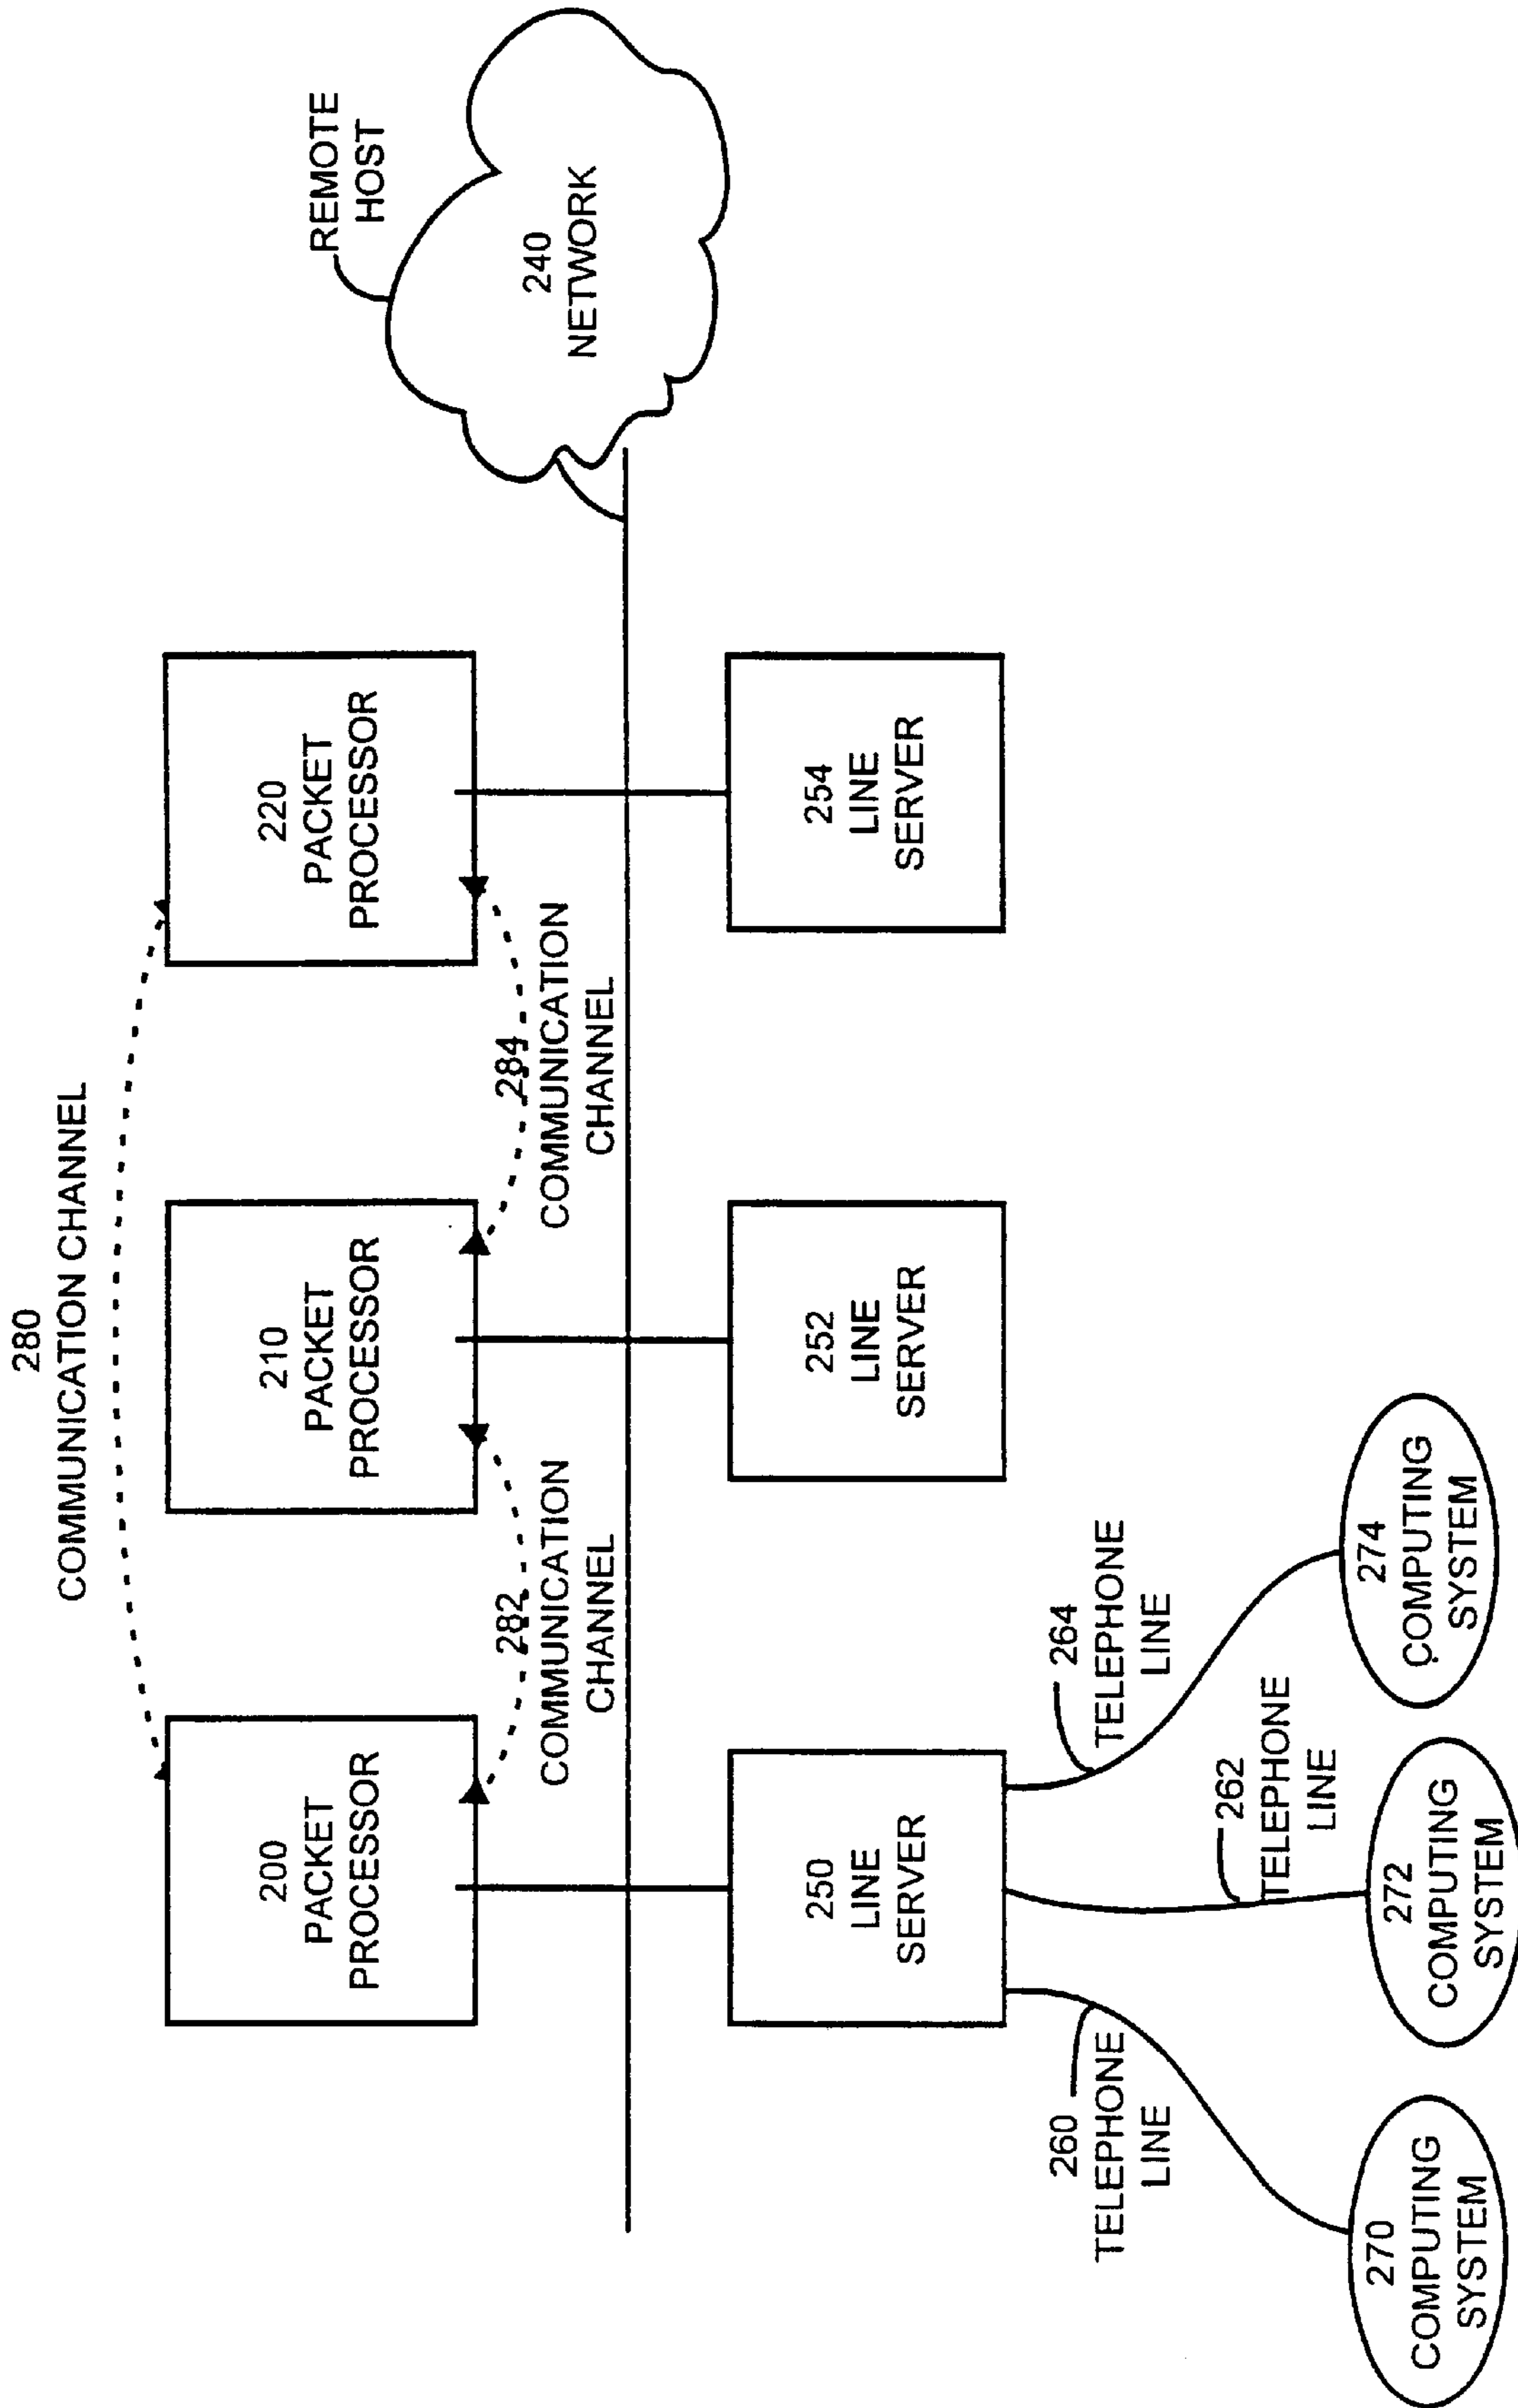 280
COMMUNICATION CHANNEL
200
PACKET
PROCESSOR
210
PACKET
PROCESSOR
220
PACKET
PROCESSOR
REMOTE
HOST
282
COMMUNICATION
CHANNEL
284
COMMUNICATION
CHANNEL
240
NETWORK
250
LINE
SERVER
252
LINE
SERVER
254
LINE
SERVER
260
TELEPHONE
LINE
264
TELEPHONE
LINE
262
TELEPHONE
LINE
270
COMPUTING
SYSTEM
272
COMPUTING
SYSTEM
274
COMPUTING
SYSTEM